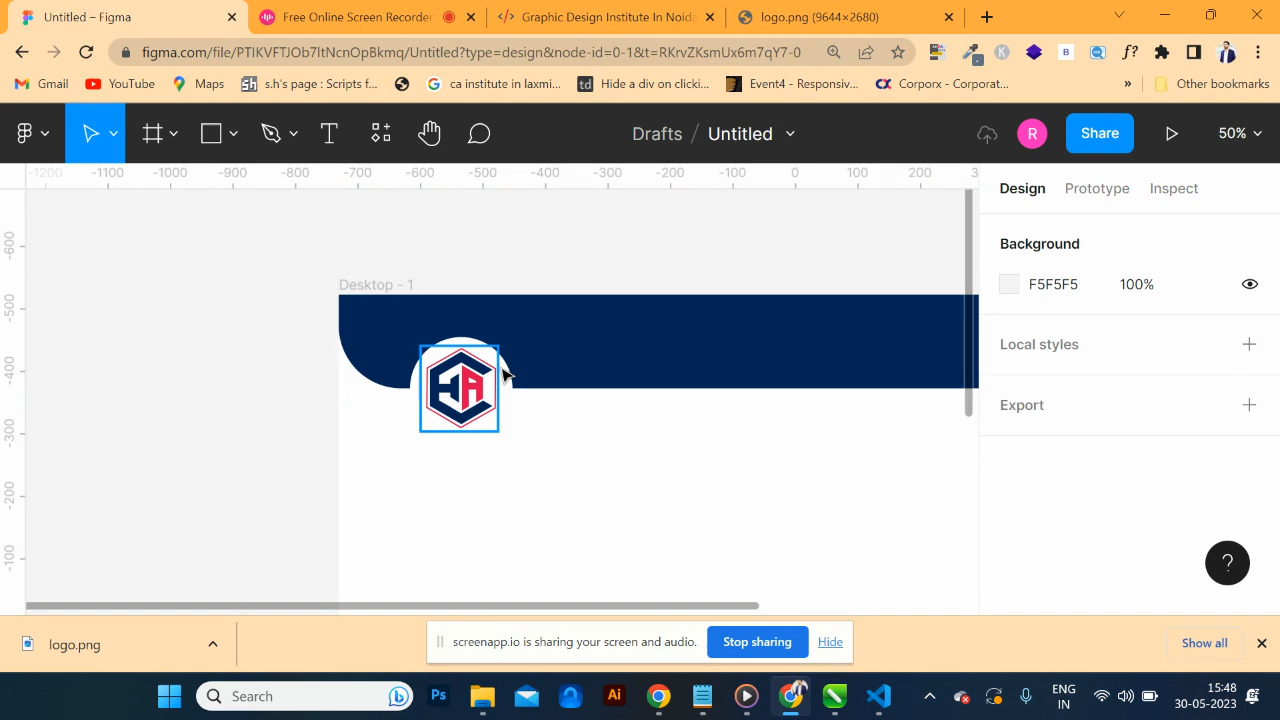 Untitled – Figma
Free Online Screen Recorder
Graphic Design Institute In Noida
logo.png (9644×2680)
figma.com/file/PTIKVFTJOb7ltNcnOpBkmq/Untitled?type=design&node-id=0-1&t=RKrvZKSmUx6m7qY7-0
Gmail
YouTube
Maps
s.h's page : Scripts f...
ca institute in laxmi...
Hide a div on clicki...
Event4 - Responsiv...
Corporx – Corporat...
»
Other bookmarks
Drafts / Untitled
R
Share
50%
-1200 -1100 -1000 -900 -800 -700 -600 -500 -400 -300 -200 -100 0 100 200 3
Design
Prototype
Inspect
-600
-500
-400
-300
-200
-100
Desktop – 1
Background
F5F5F5
100%
Local styles
Export
?
logo.png
screenapp.io is sharing your screen and audio.
Stop sharing
Hide
Show all
Search
Ps
Ai
ENG
IN
15:48
30-05-2023